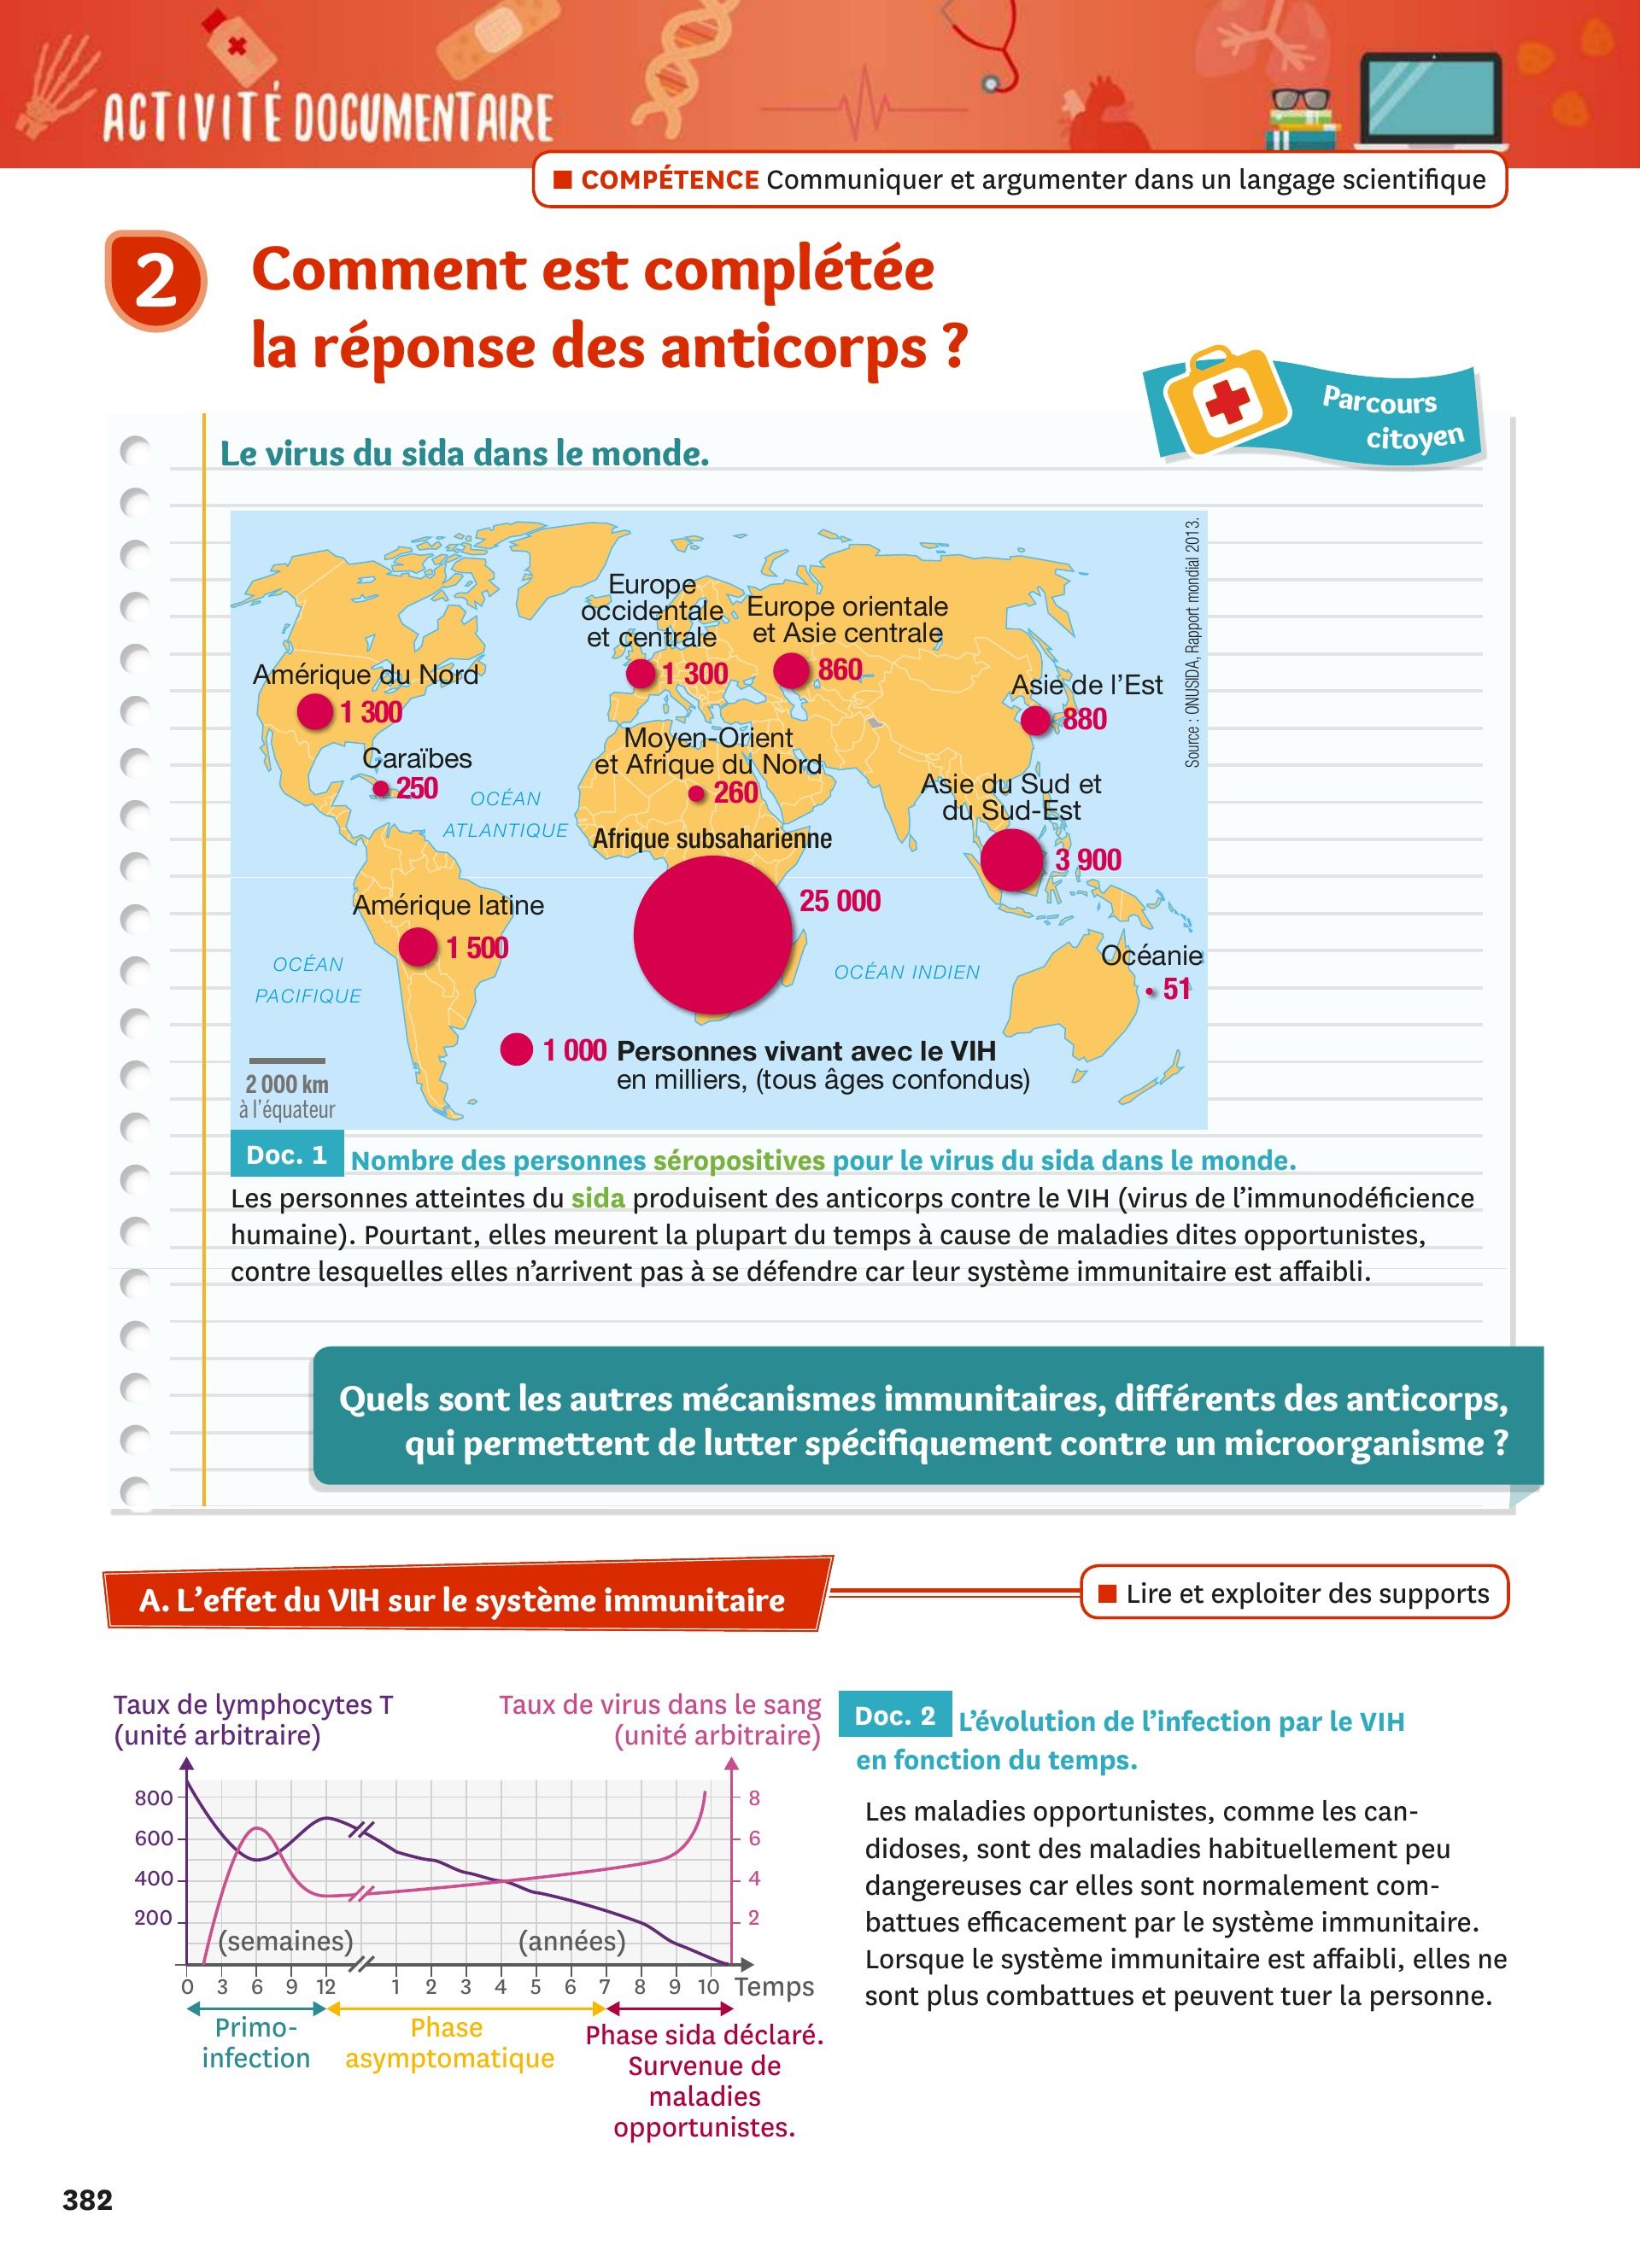 ACTIVITÉ DOCUMENTAIRE
■ COMPÉTENCE Communiquer et argumenter dans un langage scientifique
2
Comment est complétée
la réponse des anticorps ?
Parcours
citoyen
Le virus du sida dans le monde.
Source : ONUSIDA, Rapport mondial 2013.
Europe
occidentale
et centrale
1 300
Europe orientale
et Asie centrale
860
Amérique du Nord
1 300
Asie de l'Est
880
Caraïbes
250
Moyen-Orient
et Afrique du Nord
260
OCÉAN
ATLANTIQUE
Asie du Sud et
du Sud-Est
3 900
Afrique subsaharienne
25 000
Amérique latine
1 500
OCÉAN
PACIFIQUE
OCÉAN INDIEN
Océanie
51
1 000 Personnes vivant avec le VIH
en milliers, (tous âges confondus)
2 000 km
à l'équateur
Doc. 1 Nombre des personnes séropositives pour le virus du sida dans le monde.
Les personnes atteintes du sida produisent des anticorps contre le VIH (virus de l'immunodéficience
humaine). Pourtant, elles meurent la plupart du temps à cause de maladies dites opportunistes,
contre lesquelles elles n'arrivent pas à se défendre car leur système immunitaire est affaibli.
Quels sont les autres mécanismes immunitaires, différents des anticorps,
qui permettent de lutter spécifiquement contre un microorganisme ?
A. L'effet du VIH sur le système immunitaire
■ Lire et exploiter des supports
Taux de lymphocytes T
(unité arbitraire)
Taux de virus dans le sang
(unité arbitraire)
800
600
400
200
8
6
4
2
(semaines)
(années)
0 3 6 9 12 1 2 3 4 5 6 7 8 9 10 Temps
Primo-
infection
Phase
asymptomatique
Phase sida déclaré.
Survenue de
maladies
opportunistes.
Doc. 2 L'évolution de l'infection par le VIH
en fonction du temps.
Les maladies opportunistes, comme les can-
didoses, sont des maladies habituellement peu
dangereuses car elles sont normalement com-
battues efficacement par le système immunitaire.
Lorsque le système immunitaire est affaibli, elles ne
sont plus combattues et peuvent tuer la personne.
382